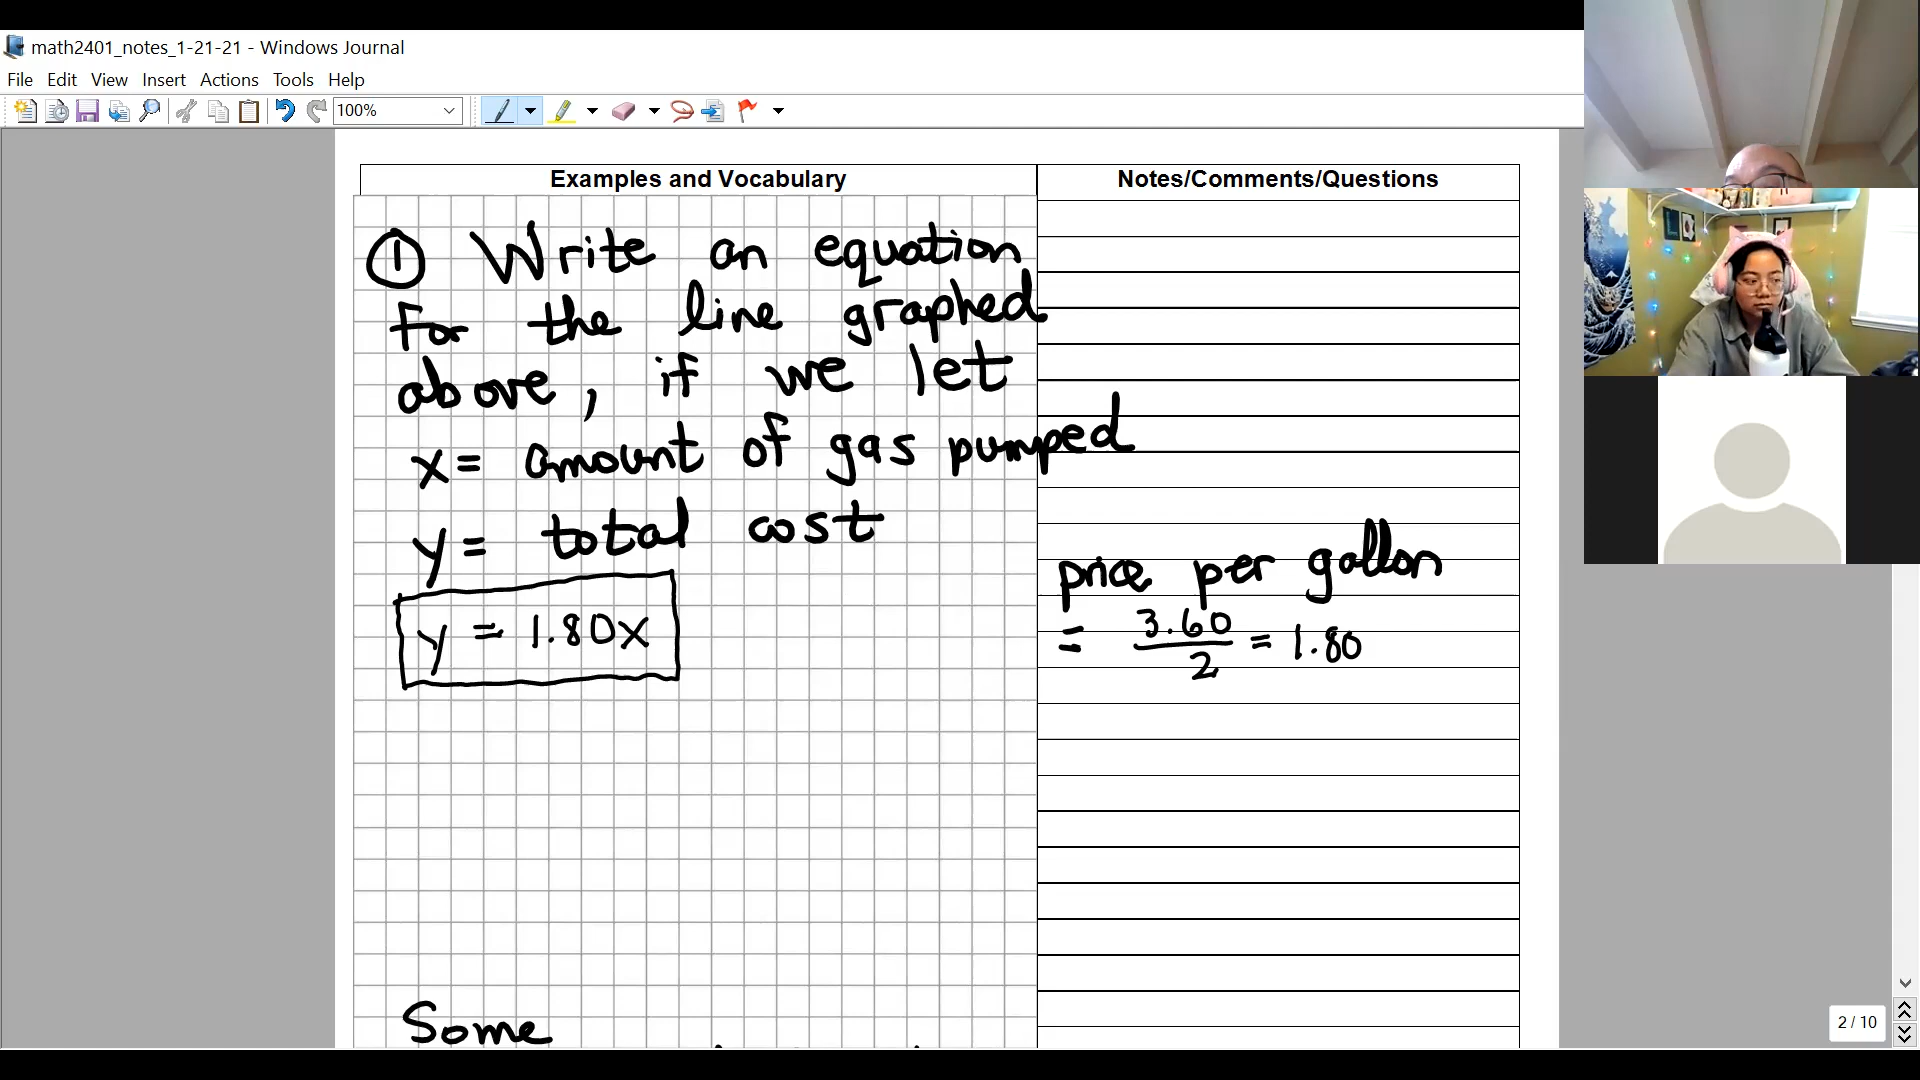 math2401_notes_1-21-21 - Windows Journal
File Edit View Insert Actions Tools Help
100%
Examples and Vocabulary
Notes/Comments/Questions
① Write an equation
for the line graphed
above, if we let
x = amount of gas pumped
y = total cost
y = 1.80x
price per gallon
= 3.60/2 = 1.80
Some
2 / 10